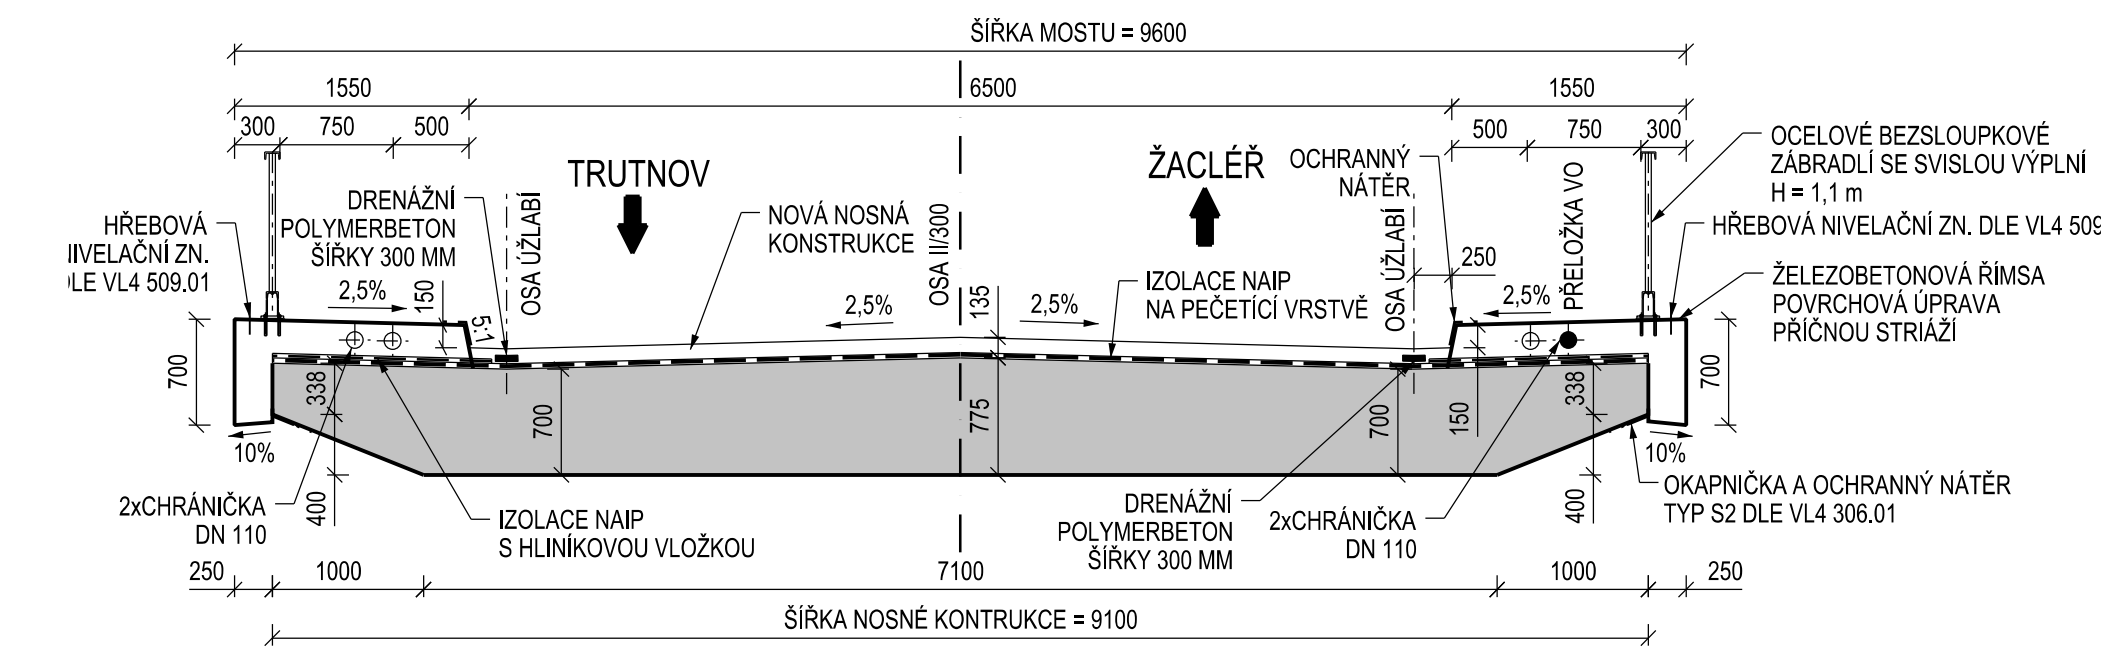 ŠÍŘKA MOSTU = 9600
1550
6500
1550
300
750
500
500
750
300
TRUTNOV
ŽACLÉŘ
DRENÁŽNÍ
POLYMERBETON
ŠÍŘKY 300 MM
OSA ÚŽLABÍ
NOVÁ NOSNÁ
KONSTRUKCE
OSA II/300
OCHRANNÝ
NÁTĚR
OSA ÚŽLABÍ
PŘELOŽKA VO
OCELOVÉ BEZSLOUPKOVÉ
ZÁBRADLÍ SE SVISLOU VÝPLNÍ
H = 1,1 m
HŘEBOVÁ
NIVELAČNÍ ZN.
DLE VL4 509.01
HŘEBOVÁ NIVELAČNÍ ZN. DLE VL4 509
250
IZOLACE NAIP
NA PEČETÍCÍ VRSTVĚ
ŽELEZOBETONOVÁ ŘÍMSA
POVRCHOVÁ ÚPRAVA
PŘÍČNOU STRIÁŽÍ
2,5%
150
5:1
2,5%
135
2,5%
2,5%
700
338
700
775
700
150
338
700
10%
400
10%
400
2xCHRÁNIČKA
DN 110
IZOLACE NAIP
S HLINÍKOVOU VLOŽKOU
DRENÁŽNÍ
POLYMERBETON
ŠÍŘKY 300 MM
2xCHRÁNIČKA
DN 110
OKAPNIČKA A OCHRANNÝ NÁTĚR
TYP S2 DLE VL4 306.01
250
1000
7100
1000
250
ŠÍŘKA NOSNÉ KONTRUKCE = 9100